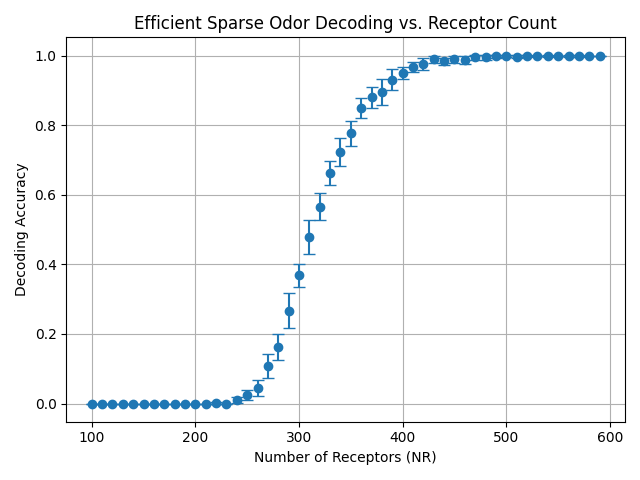 Efficient Sparse Odor Decoding vs. Receptor Count
1.0
0.8
0.6
0.4
0.2
0.0
Decoding Accuracy
100 200 300 400 500 600
Number of Receptors (NR)